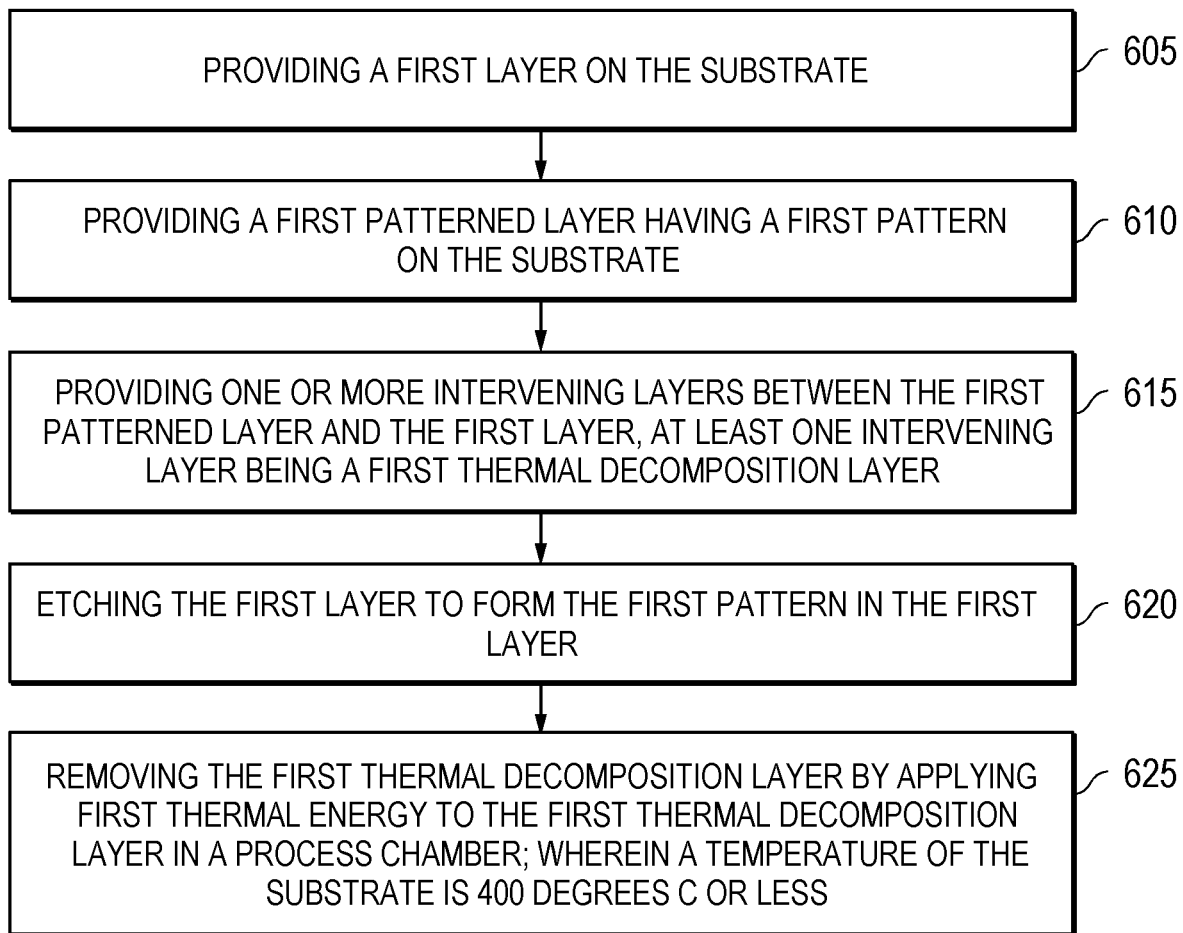 PROVIDING A FIRST LAYER ON THE SUBSTRATE
605
PROVIDING A FIRST PATTERNED LAYER HAVING A FIRST PATTERN
ON THE SUBSTRATE
610
PROVIDING ONE OR MORE INTERVENING LAYERS BETWEEN THE FIRST
PATTERNED LAYER AND THE FIRST LAYER, AT LEAST ONE INTERVENING
LAYER BEING A FIRST THERMAL DECOMPOSITION LAYER
615
ETCHING THE FIRST LAYER TO FORM THE FIRST PATTERN IN THE FIRST
LAYER
620
REMOVING THE FIRST THERMAL DECOMPOSITION LAYER BY APPLYING
FIRST THERMAL ENERGY TO THE FIRST THERMAL DECOMPOSITION
LAYER IN A PROCESS CHAMBER; WHEREIN A TEMPERATURE OF THE
SUBSTRATE IS 400 DEGREES C OR LESS
625